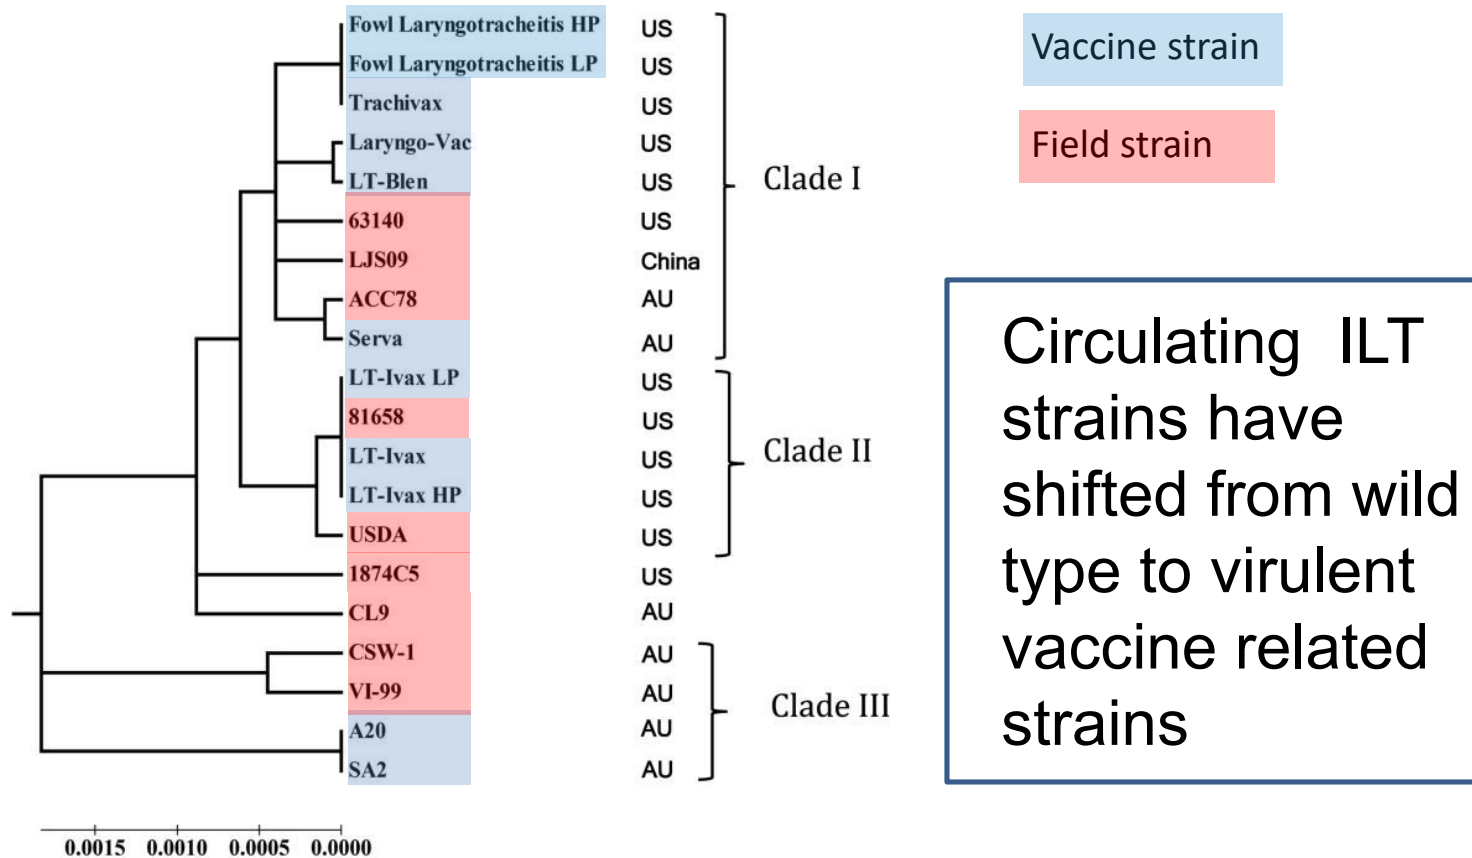 Fowl Laryngotracheitis HP US
Fowl Laryngotracheitis LP US
Trachivax US
Laryngo-Vac US
LT-Blen US
63140 US
LJS09 China
ACC78 AU
Serva AU
Clade I
LT-Ivax LP US
81658 US
LT-Ivax US
LT-Ivax HP US
USDA US
Clade II
1874C5 US
CL9 AU
CSW-1 AU
VI-99 AU
A20 AU
SA2 AU
Clade III
0.0015 0.0010 0.0005 0.0000
Vaccine strain
Field strain
Circulating ILT
strains have
shifted from wild
type to virulent
vaccine related
strains